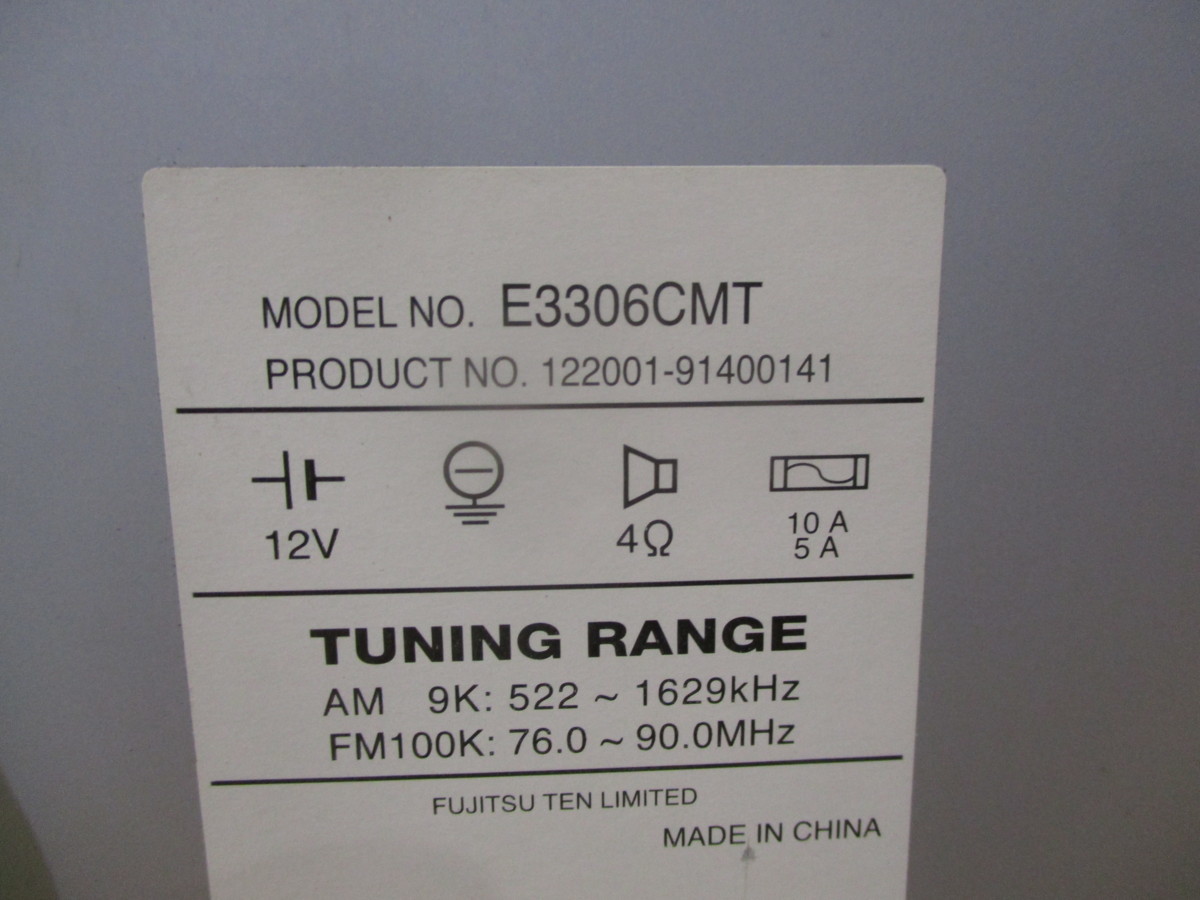 MODEL NO. E3306CMT
PRODUCT NO. 122001-91400141
12V
4Ω
10 A
5 A
TUNING RANGE
AM 9K: 522 ~ 1629kHz
FM100K: 76.0 ~ 90.0MHz
FUJITSU TEN LIMITED
MADE IN CHINA